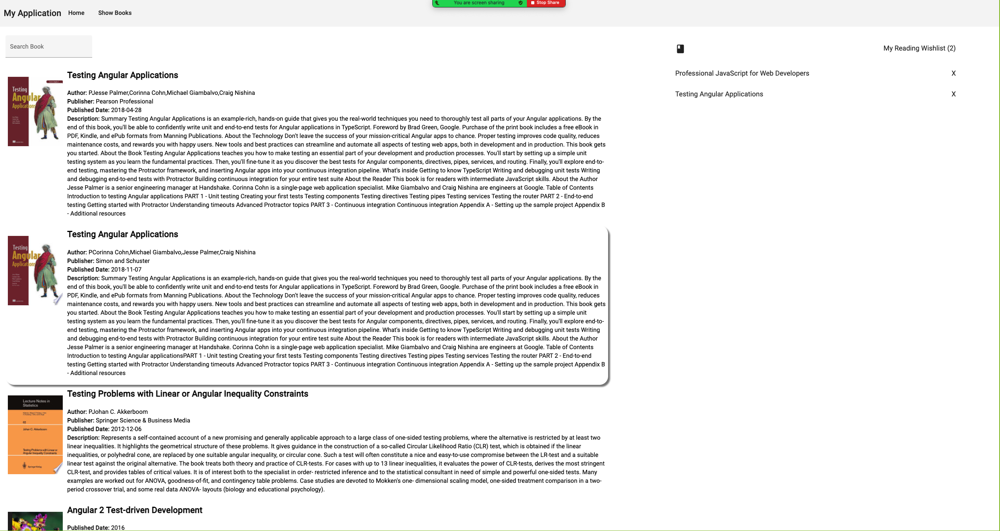 You are screen sharing
Stop Share
My Application
Home
Show Books
Search Book
My Reading Wishlist (2)
Professional JavaScript for Web Developers X
Testing Angular Applications X
Testing
Angular
Applications
MANNING
Testing Angular Applications
Author: PJesse Palmer,Corinna Cohn,Michael Giambalvo,Craig Nishina
Publisher: Pearson Professional
Published Date: 2018-04-28
Description: Summary Testing Angular Applications is an example-rich, hands-on guide that gives you the real-world techniques you need to thoroughly test all parts of your Angular applications. By the
end of this book, you'll be able to confidently write unit and end-to-end tests for Angular applications in TypeScript. Foreword by Brad Green, Google. Purchase of the print book includes a free eBook in
PDF, Kindle, and ePub formats from Manning Publications. About the Technology Don't leave the success of your mission-critical Angular apps to chance. Proper testing improves code quality, reduces
maintenance costs, and rewards you with happy users. New tools and best practices can streamline and automate all aspects of testing web apps, both in development and in production. This book gets
you started. About the Book Testing Angular Applications teaches you how to make testing an essential part of your development and production processes. You'll start by setting up a simple unit
testing system as you learn the fundamental practices. Then, you'll fine-tune it as you discover the best tests for Angular components, directives, pipes, services, and routing. Finally, you'll explore end-to-
end testing, mastering the Protractor framework, and inserting Angular apps into your continuous integration pipeline. What's inside Getting to know TypeScript Writing and debugging unit tests Writing
and debugging end-to-end tests with Protractor Building continuous integration for your entire test suite About the Reader This book is for readers with intermediate JavaScript skills. About the Author
Jesse Palmer is a senior engineering manager at Handshake. Corinna Cohn is a single-page web application specialist. Mike Giambalvo and Craig Nishina are engineers at Google. Table of Contents
Introduction to testing Angular applications PART 1 - Unit testing Creating your first tests Testing components Testing directives Testing pipes Testing services Testing the router PART 2 - End-to-end
testing Getting started with Protractor Understanding timeouts Advanced Protractor topics PART 3 - Continuous integration Continuous integration Appendix A - Setting up the sample project Appendix B
- Additional resources
Testing
Angular
Applications
MANNING
Testing Angular Applications
Author: PCorinna Cohn,Michael Giambalvo,Jesse Palmer,Craig Nishina
Publisher: Simon and Schuster
Published Date: 2018-11-07
Description: Summary Testing Angular Applications is an example-rich, hands-on guide that gives you the real-world techniques you need to thoroughly test all parts of your Angular applications. By the
end of this book, you'll be able to confidently write unit and end-to-end tests for Angular applications in TypeScript. Foreword by Brad Green, Google. Purchase of the print book includes a free eBook in
PDF, Kindle, and ePub formats from Manning Publications. About the Technology Don't leave the success of your mission-critical Angular apps to chance. Proper testing improves code quality, reduces
maintenance costs, and rewards you with happy users. New tools and best practices can streamline and automate all aspects of testing web apps, both in development and in production. This book gets
you started. About the Book Testing Angular Applications teaches you how to make testing an essential part of your development and production processes. You'll start by setting up a simple unit
testing system as you learn the fundamental practices. Then, you'll fine-tune it as you discover the best tests for Angular components, directives, pipes, services, and routing. Finally, you'll explore end-to-
end testing, mastering the Protractor framework, and inserting Angular apps into your continuous integration pipeline. What's inside Getting to know TypeScript Writing and debugging unit tests Writing
and debugging end-to-end tests with Protractor Building continuous integration for your entire test suite About the Reader This book is for readers with intermediate JavaScript skills. About the Author
Jesse Palmer is a senior engineering manager at Handshake. Corinna Cohn is a single-page web application specialist. Mike Giambalvo and Craig Nishina are engineers at Google. Table of Contents
Introduction to testing Angular applicationsPART 1 - Unit testing Creating your first tests Testing components Testing directives Testing pipes Testing services Testing the router PART 2 - End-to-end
testing Getting started with Protractor Understanding timeouts Advanced Protractor topics PART 3 - Continuous integration Continuous integration Appendix A - Setting up the sample project Appendix B
- Additional resources
Lecture Notes in
Statistics
62
Johan C. Akkerboom
Testing Problems with Linear or
Angular Inequality Constraints
Springer-Verlag
Testing Problems with Linear or Angular Inequality Constraints
Author: PJohan C. Akkerboom
Publisher: Springer Science & Business Media
Published Date: 2012-12-06
Description: Represents a self-contained account of a new promising and generally applicable approach to a large class of one-sided testing problems, where the alternative is restricted by at least two
linear inequalities. It highlights the geometrical structure of these problems. It gives guidance in the construction of a so-called Circular Likelihood Ratio (CLR) test, which is obtained if the linear
inequalities, or polyhedral cone, are replaced by one suitable angular inequality, or circular cone. Such a test will often constitute a nice and easy-to-use compromise between the LR-test and a suitable
linear test against the original alternative. The book treats both theory and practice of CLR-tests. For cases with up to 13 linear inequalities, it evaluates the power of CLR-tests, derives the most stringent
CLR-test, and provides tables of critical values. It is of interest both to the specialist in order- restricted inference and to the statistical consultant in need of simple and powerful one-sided tests. Many
examples are worked out for ANOVA, goodness-of-fit, and contingency table problems. Case studies are devoted to Mokken's one- dimensional scaling model, one-sided treatment comparison in a two-
period crossover trial, and some real data ANOVA- layouts (biology and educational psychology).
Angular 2 Test-driven Development
Published Date: 2016